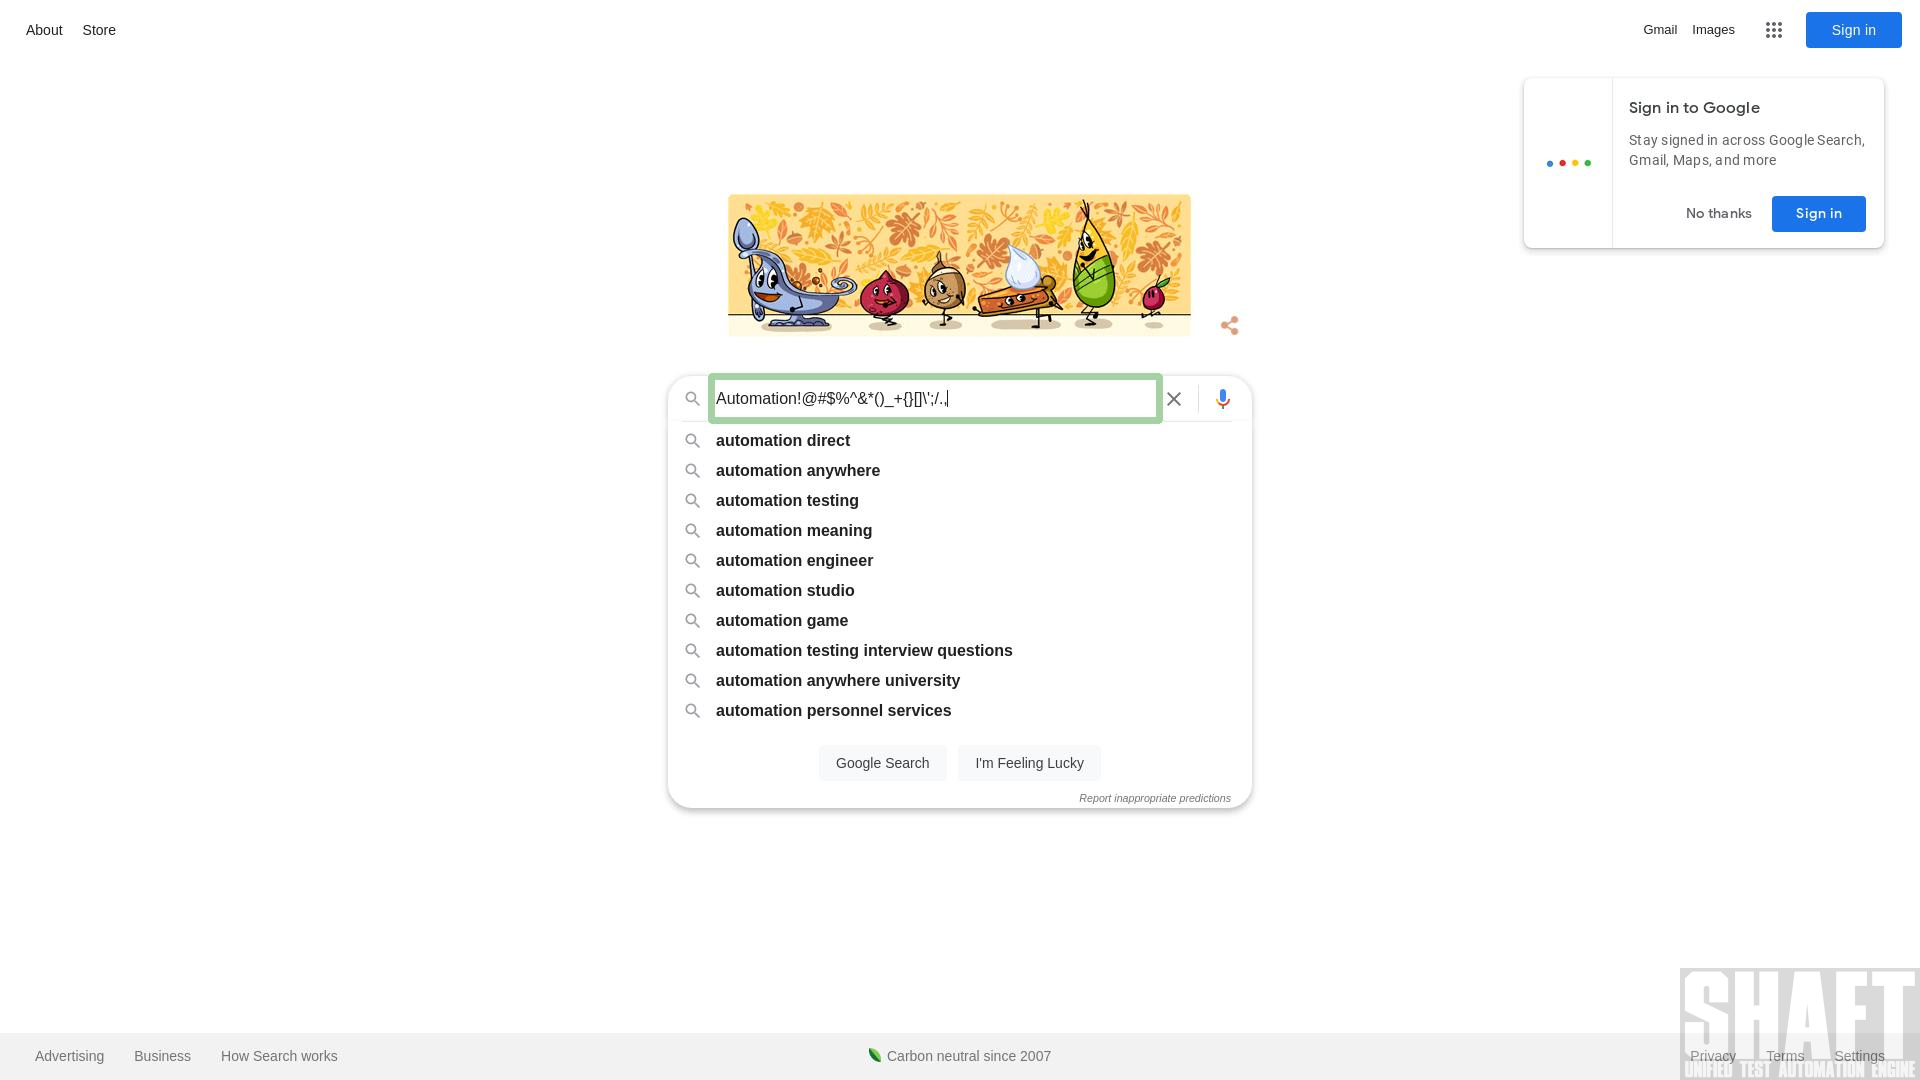 About Store
Gmail Images Sign in
Sign in to Google
Stay signed in across Google Search,
Gmail, Maps, and more
No thanks Sign in
Automation!@#$%^&*()_+{}[]\';/.,
automation direct
automation anywhere
automation testing
automation meaning
automation engineer
automation studio
automation game
automation testing interview questions
automation anywhere university
automation personnel services
Google Search I'm Feeling Lucky
Report inappropriate predictions
Advertising Business How Search works
Carbon neutral since 2007
Privacy Terms Settings
SHAFT
UNIFIED TEST AUTOMATION ENGINE